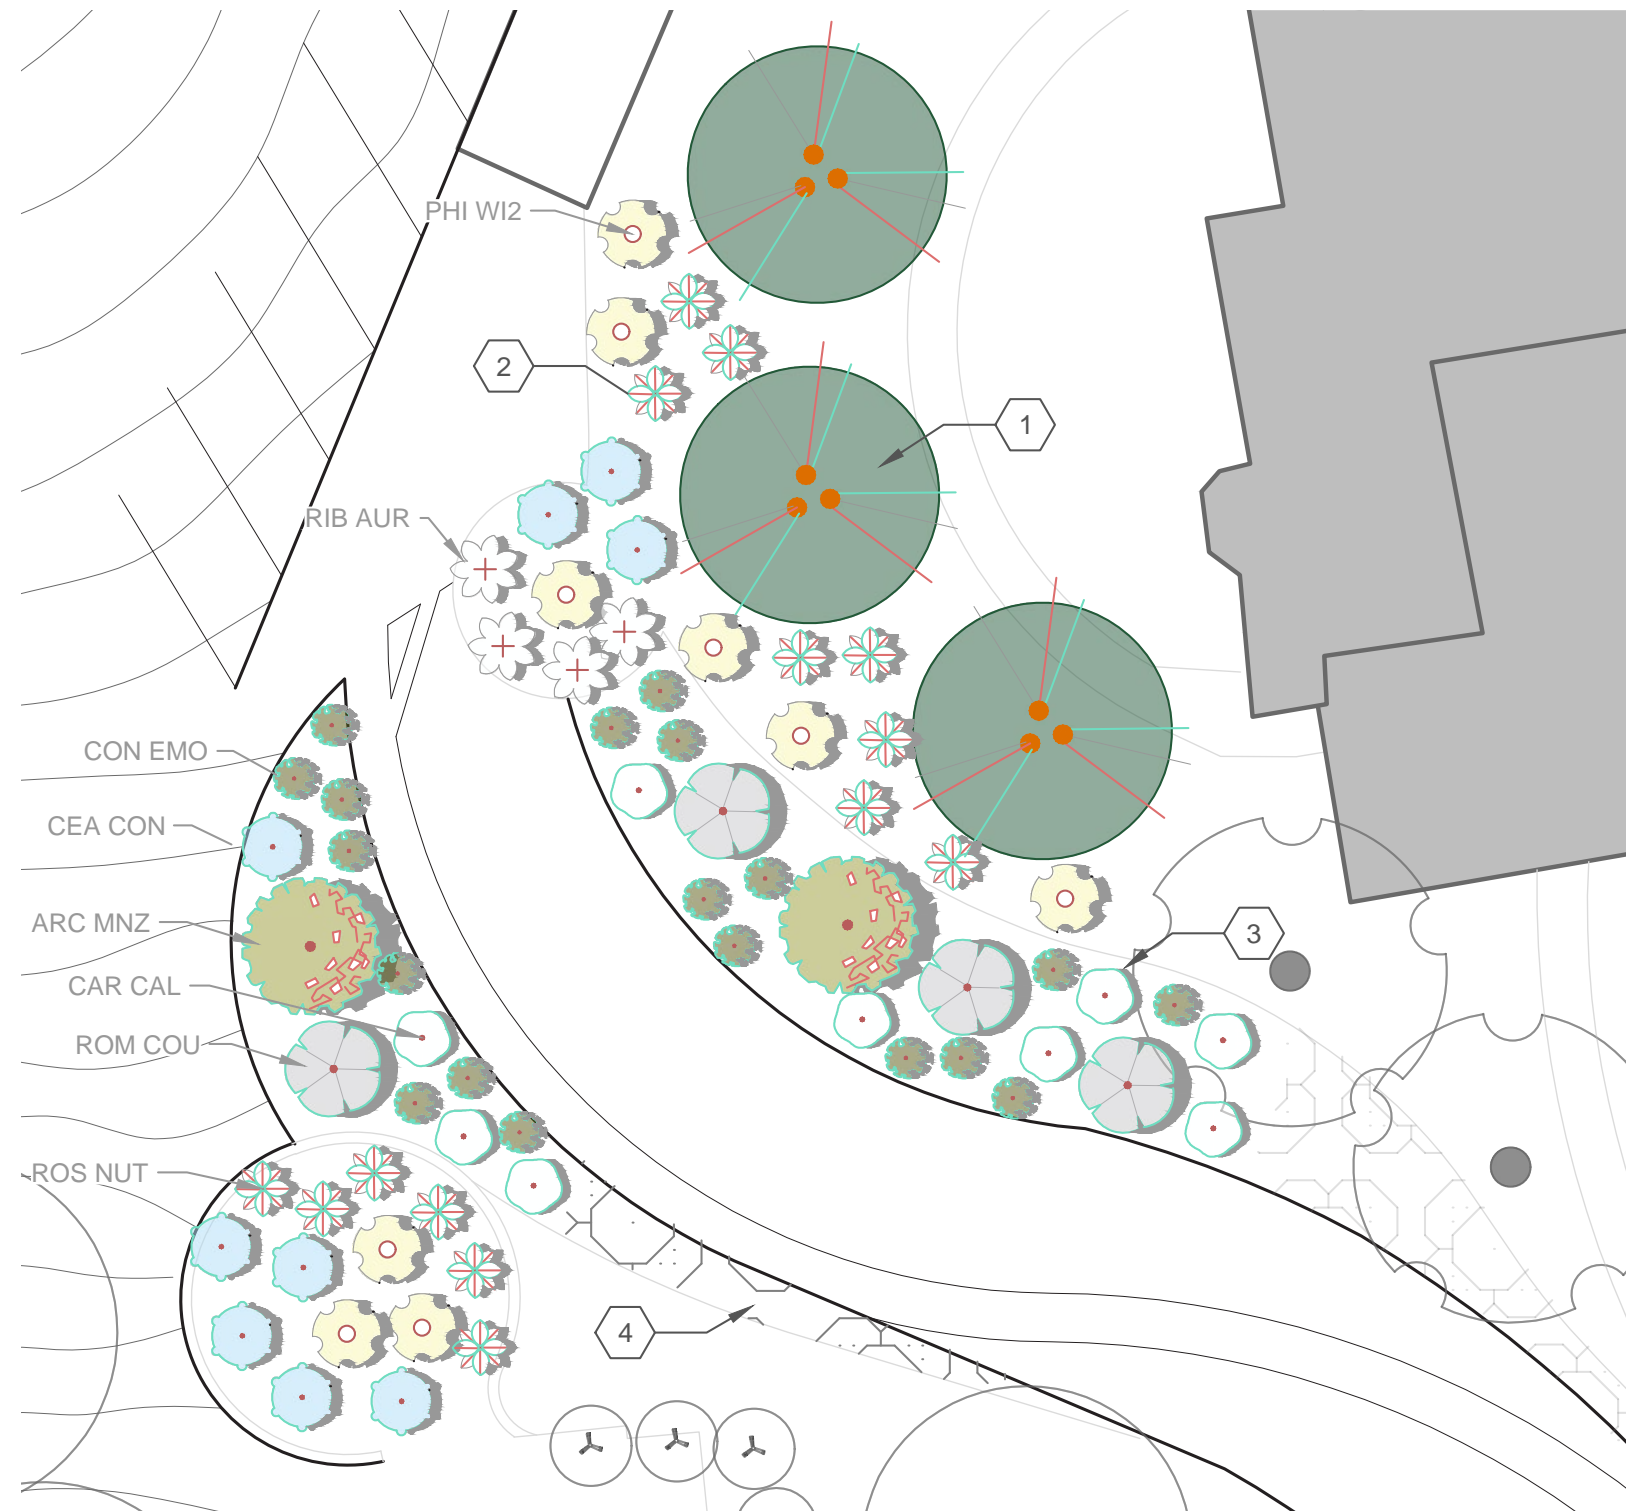 PHI WI2
2
1
RIB AUR
CON EMO
CEA CON
ARC MNZ
3
CAR CAL
ROM COU
ROS NUT
4